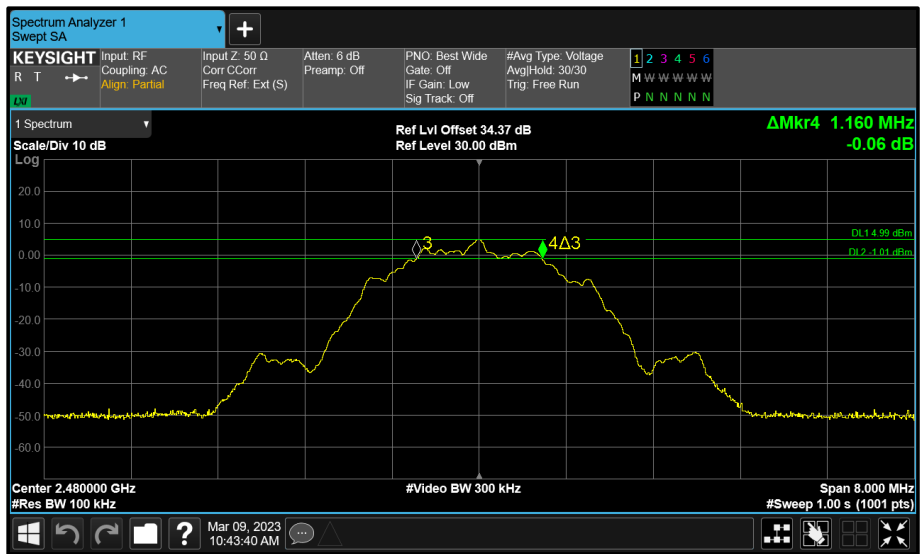 Spectrum Analyzer 1
Swept SA
KEYSIGHT
R T
LXI
Input: RF
Coupling: AC
Align: Partial
Input Z: 50 Ω
Corr CCorr
Freq Ref: Ext (S)
Atten: 6 dB
Preamp: Off
PNO: Best Wide
Gate: Off
IF Gain: Low
Sig Track: Off
#Avg Type: Voltage
Avg|Hold: 30/30
Trig: Free Run
1 2 3 4 5 6
M W W W W W
P N N N N N
1 Spectrum
Scale/Div 10 dB
Ref Lvl Offset 34.37 dB
Ref Level 30.00 dBm
ΔMkr4 1.160 MHz
-0.06 dB
Log
20.0
10.0
0.00
-10.0
-20.0
-30.0
-40.0
-50.0
-60.0
3
4Δ3
DL1 4.99 dBm
DL2 -1.01 dBm
Center 2.480000 GHz
#Res BW 100 kHz
#Video BW 300 kHz
Span 8.000 MHz
#Sweep 1.00 s (1001 pts)
Mar 09, 2023
10:43:40 AM